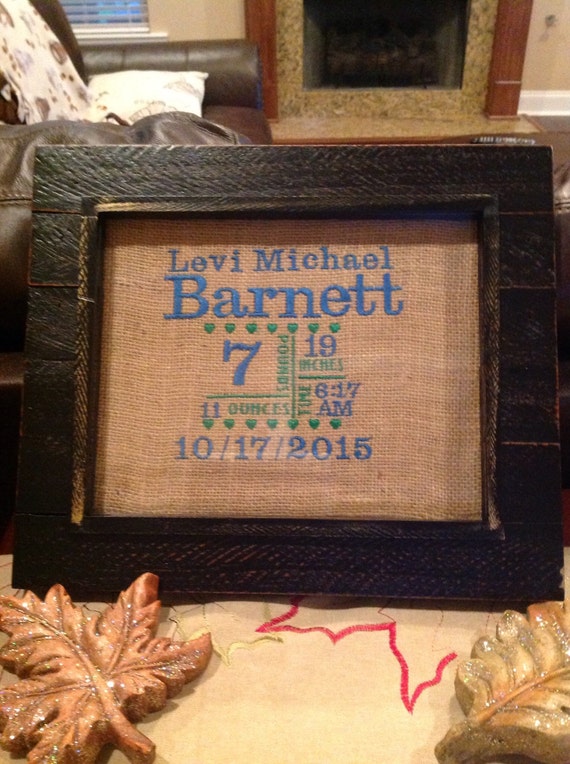 Levi Michael
Barnett
7 POUNDS
11 OUNCES
19
INCHES
TIME 6:17
AM
10/17/2015